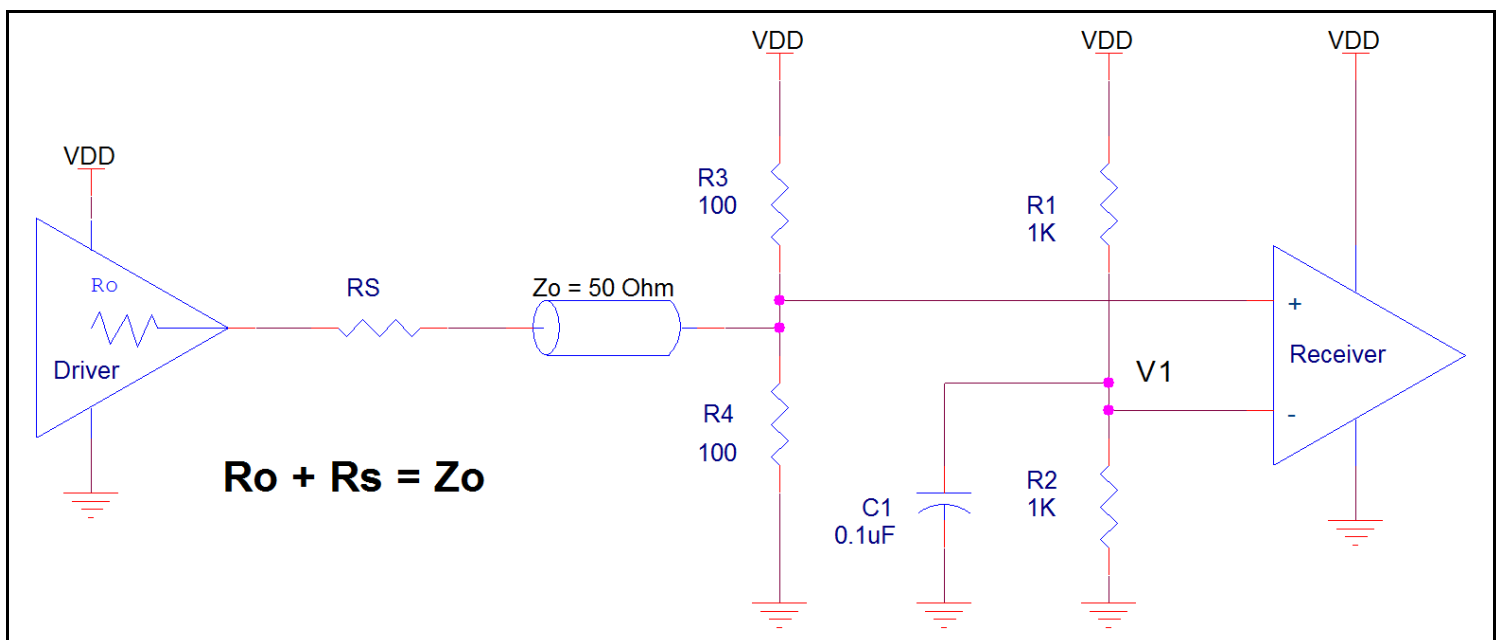 VDD
VDD
VDD
VDD
R3
100
R1
1K
Ro
RS
Zo = 50 Ohm
+
Driver
Receiver
V1
R4
100
-
Ro + Rs = Zo
C1
0.1uF
R2
1K